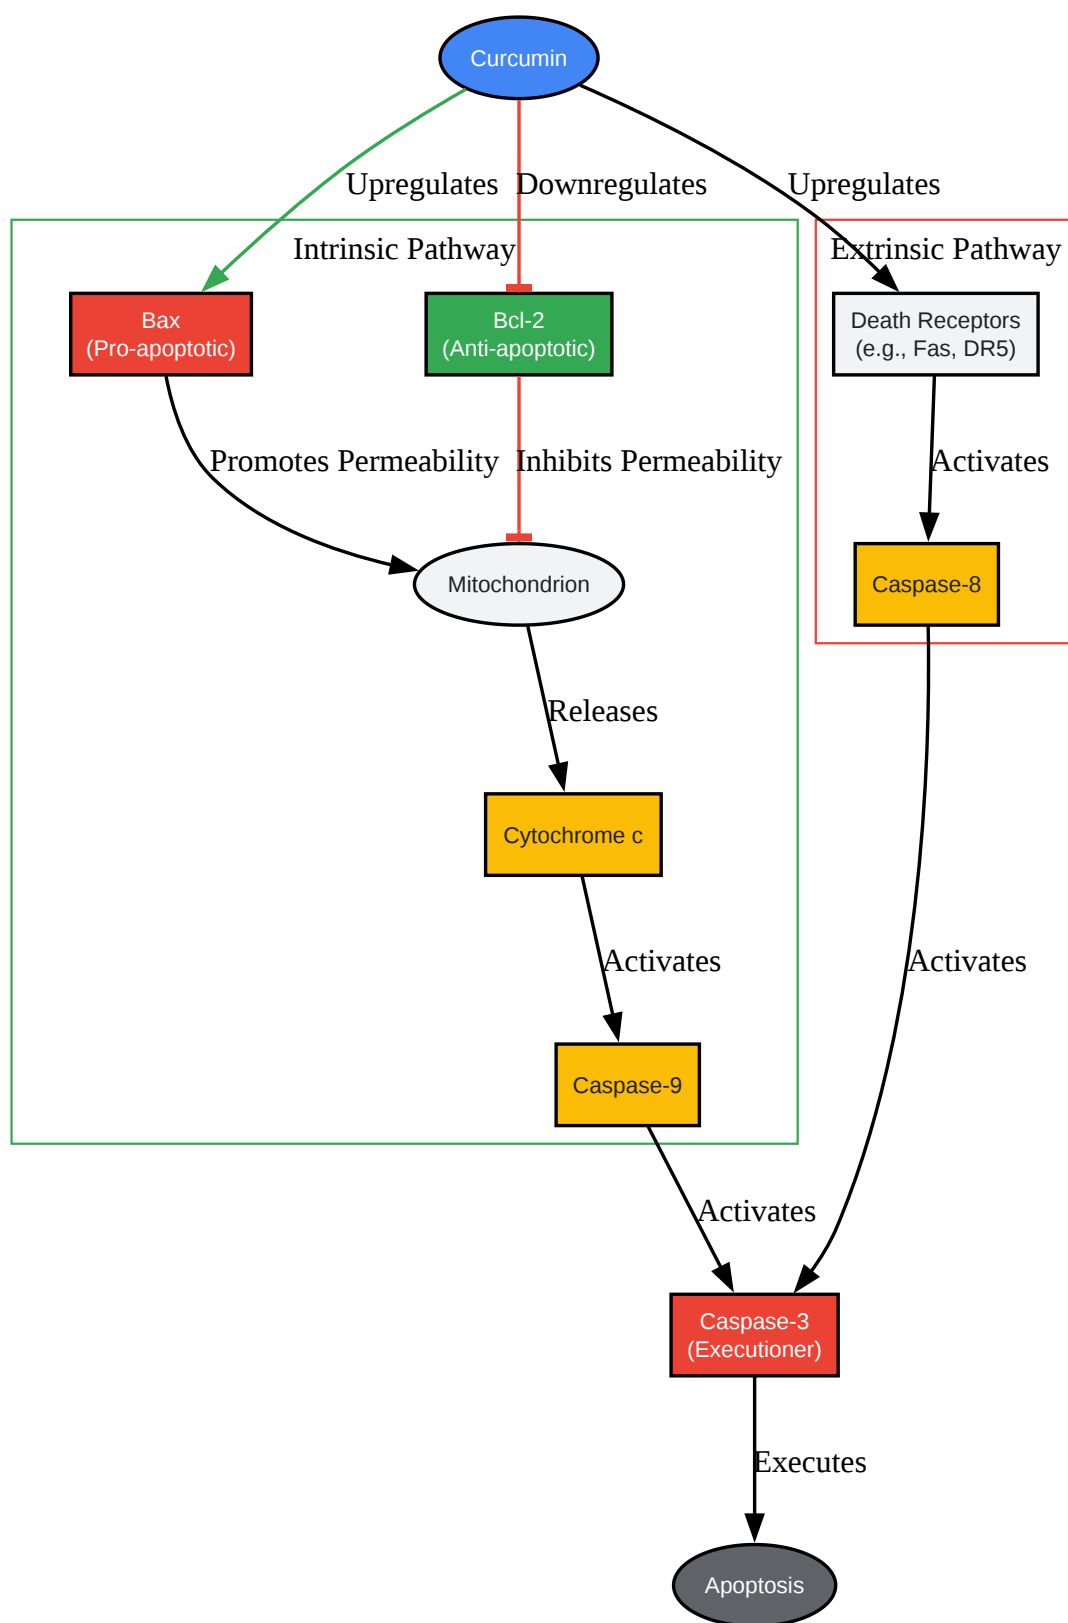 Curcumin
Upregulates
Downregulates
Upregulates
Intrinsic Pathway
Extrinsic Pathway
Bax
(Pro-apoptotic)
Bcl-2
(Anti-apoptotic)
Death Receptors
(e.g., Fas, DR5)
Promotes Permeability
Inhibits Permeability
Activates
Mitochondrion
Caspase-8
Releases
Cytochrome c
Activates
Activates
Caspase-9
Activates
Caspase-3
(Executioner)
Executes
Apoptosis